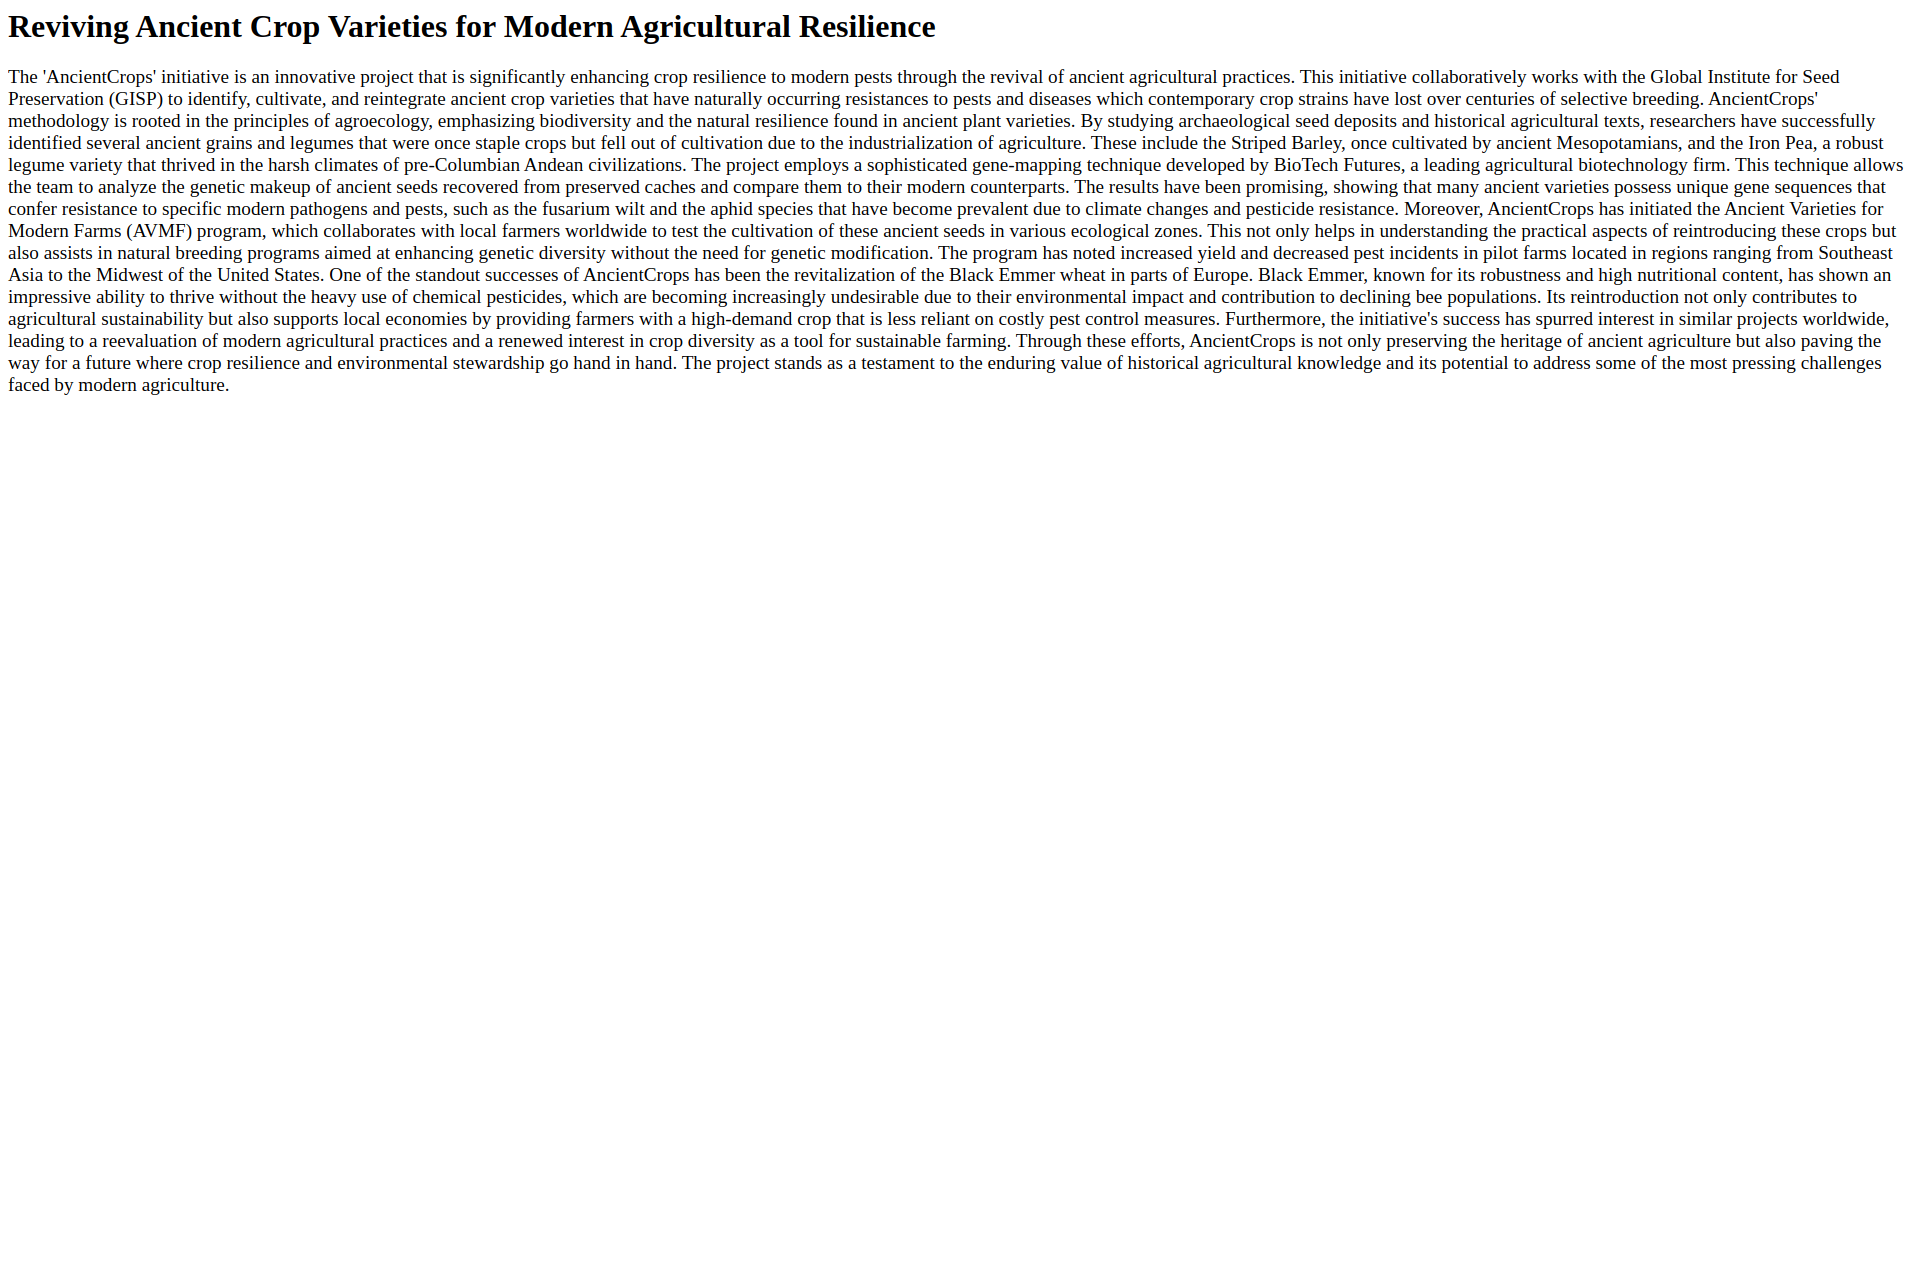 Reviving Ancient Crop Varieties for Modern Agricultural Resilience
The 'AncientCrops' initiative is an innovative project that is significantly enhancing crop resilience to modern pests through the revival of ancient agricultural practices. This initiative collaboratively works with the Global Institute for Seed
Preservation (GISP) to identify, cultivate, and reintegrate ancient crop varieties that have naturally occurring resistances to pests and diseases which contemporary crop strains have lost over centuries of selective breeding. AncientCrops'
methodology is rooted in the principles of agroecology, emphasizing biodiversity and the natural resilience found in ancient plant varieties. By studying archaeological seed deposits and historical agricultural texts, researchers have successfully
identified several ancient grains and legumes that were once staple crops but fell out of cultivation due to the industrialization of agriculture. These include the Striped Barley, once cultivated by ancient Mesopotamians, and the Iron Pea, a robust
legume variety that thrived in the harsh climates of pre-Columbian Andean civilizations. The project employs a sophisticated gene-mapping technique developed by BioTech Futures, a leading agricultural biotechnology firm. This technique allows
the team to analyze the genetic makeup of ancient seeds recovered from preserved caches and compare them to their modern counterparts. The results have been promising, showing that many ancient varieties possess unique gene sequences that
confer resistance to specific modern pathogens and pests, such as the fusarium wilt and the aphid species that have become prevalent due to climate changes and pesticide resistance. Moreover, AncientCrops has initiated the Ancient Varieties for
Modern Farms (AVMF) program, which collaborates with local farmers worldwide to test the cultivation of these ancient seeds in various ecological zones. This not only helps in understanding the practical aspects of reintroducing these crops but
also assists in natural breeding programs aimed at enhancing genetic diversity without the need for genetic modification. The program has noted increased yield and decreased pest incidents in pilot farms located in regions ranging from Southeast
Asia to the Midwest of the United States. One of the standout successes of AncientCrops has been the revitalization of the Black Emmer wheat in parts of Europe. Black Emmer, known for its robustness and high nutritional content, has shown an
impressive ability to thrive without the heavy use of chemical pesticides, which are becoming increasingly undesirable due to their environmental impact and contribution to declining bee populations. Its reintroduction not only contributes to
agricultural sustainability but also supports local economies by providing farmers with a high-demand crop that is less reliant on costly pest control measures. Furthermore, the initiative's success has spurred interest in similar projects worldwide,
leading to a reevaluation of modern agricultural practices and a renewed interest in crop diversity as a tool for sustainable farming. Through these efforts, AncientCrops is not only preserving the heritage of ancient agriculture but also paving the
way for a future where crop resilience and environmental stewardship go hand in hand. The project stands as a testament to the enduring value of historical agricultural knowledge and its potential to address some of the most pressing challenges
faced by modern agriculture.